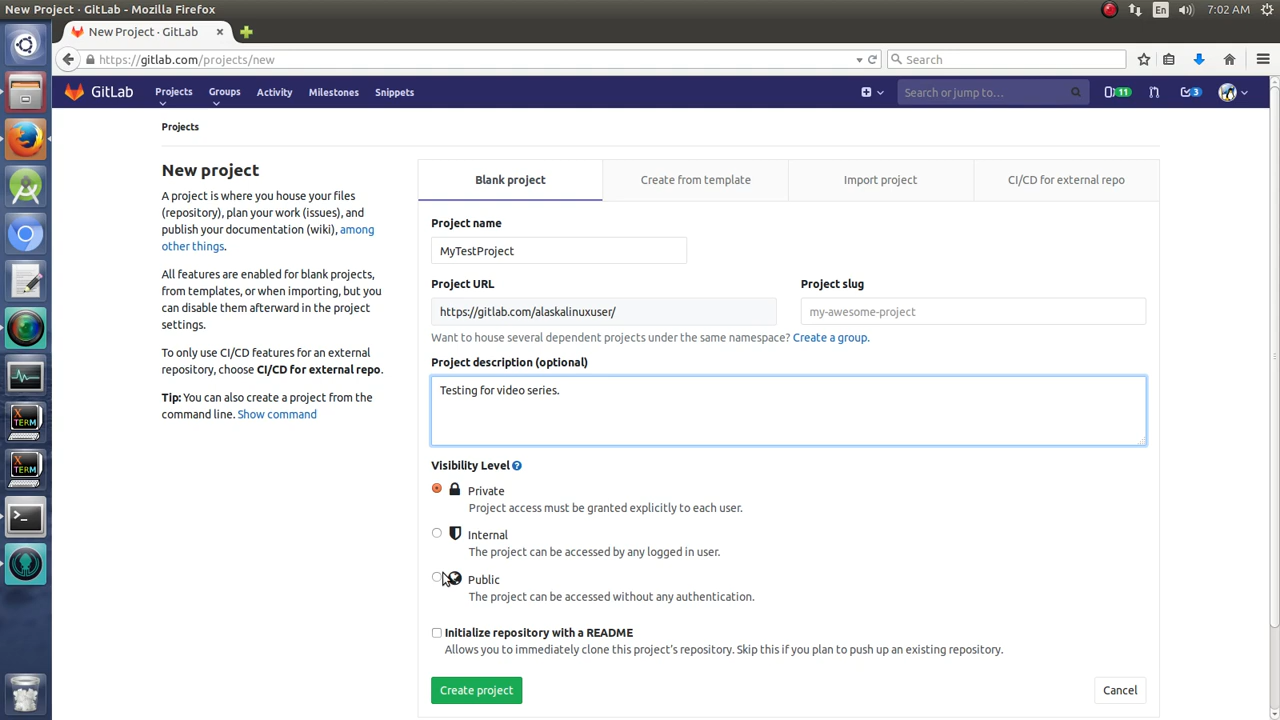 New Project · GitLab - Mozilla Firefox
En
7:02 AM
New Project · GitLab
https://gitlab.com/projects/new
Search
GitLab
Projects
Groups
Activity
Milestones
Snippets
Search or jump to…
11
3
Projects
New project
A project is where you house your files
(repository), plan your work (issues), and
publish your documentation (wiki), among
other things.
All features are enabled for blank projects,
from templates, or when importing, but you
can disable them afterward in the project
settings.
To only use CI/CD features for an external
repository, choose CI/CD for external repo.
Tip: You can also create a project from the
command line. Show command
Blank project
Create from template
Import project
CI/CD for external repo
Project name
MyTestProject
Project URL
Project slug
https://gitlab.com/alaskalinuxuser/
my-awesome-project
Want to house several dependent projects under the same namespace? Create a group.
Project description (optional)
Testing for video series.
Visibility Level
Private
Project access must be granted explicitly to each user.
Internal
The project can be accessed by any logged in user.
Public
The project can be accessed without any authentication.
Initialize repository with a README
Allows you to immediately clone this project's repository. Skip this if you plan to push up an existing repository.
Create project
Cancel
X
TERM
X
TERM